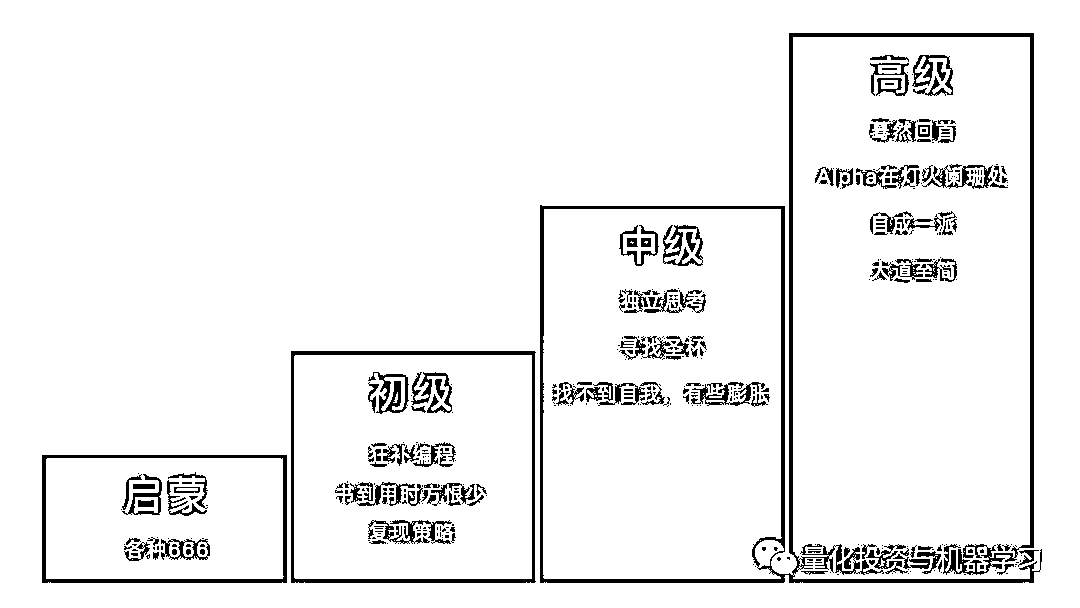 启蒙
各种666
初级
狂补编程
书到用时方恨少
复现策略
中级
独立思考
寻找圣杯
找不到自我，有些膨胀
高级
蓦然回首
Alpha在灯火阑珊处
自成一派
大道至简
量化投资与机器学习